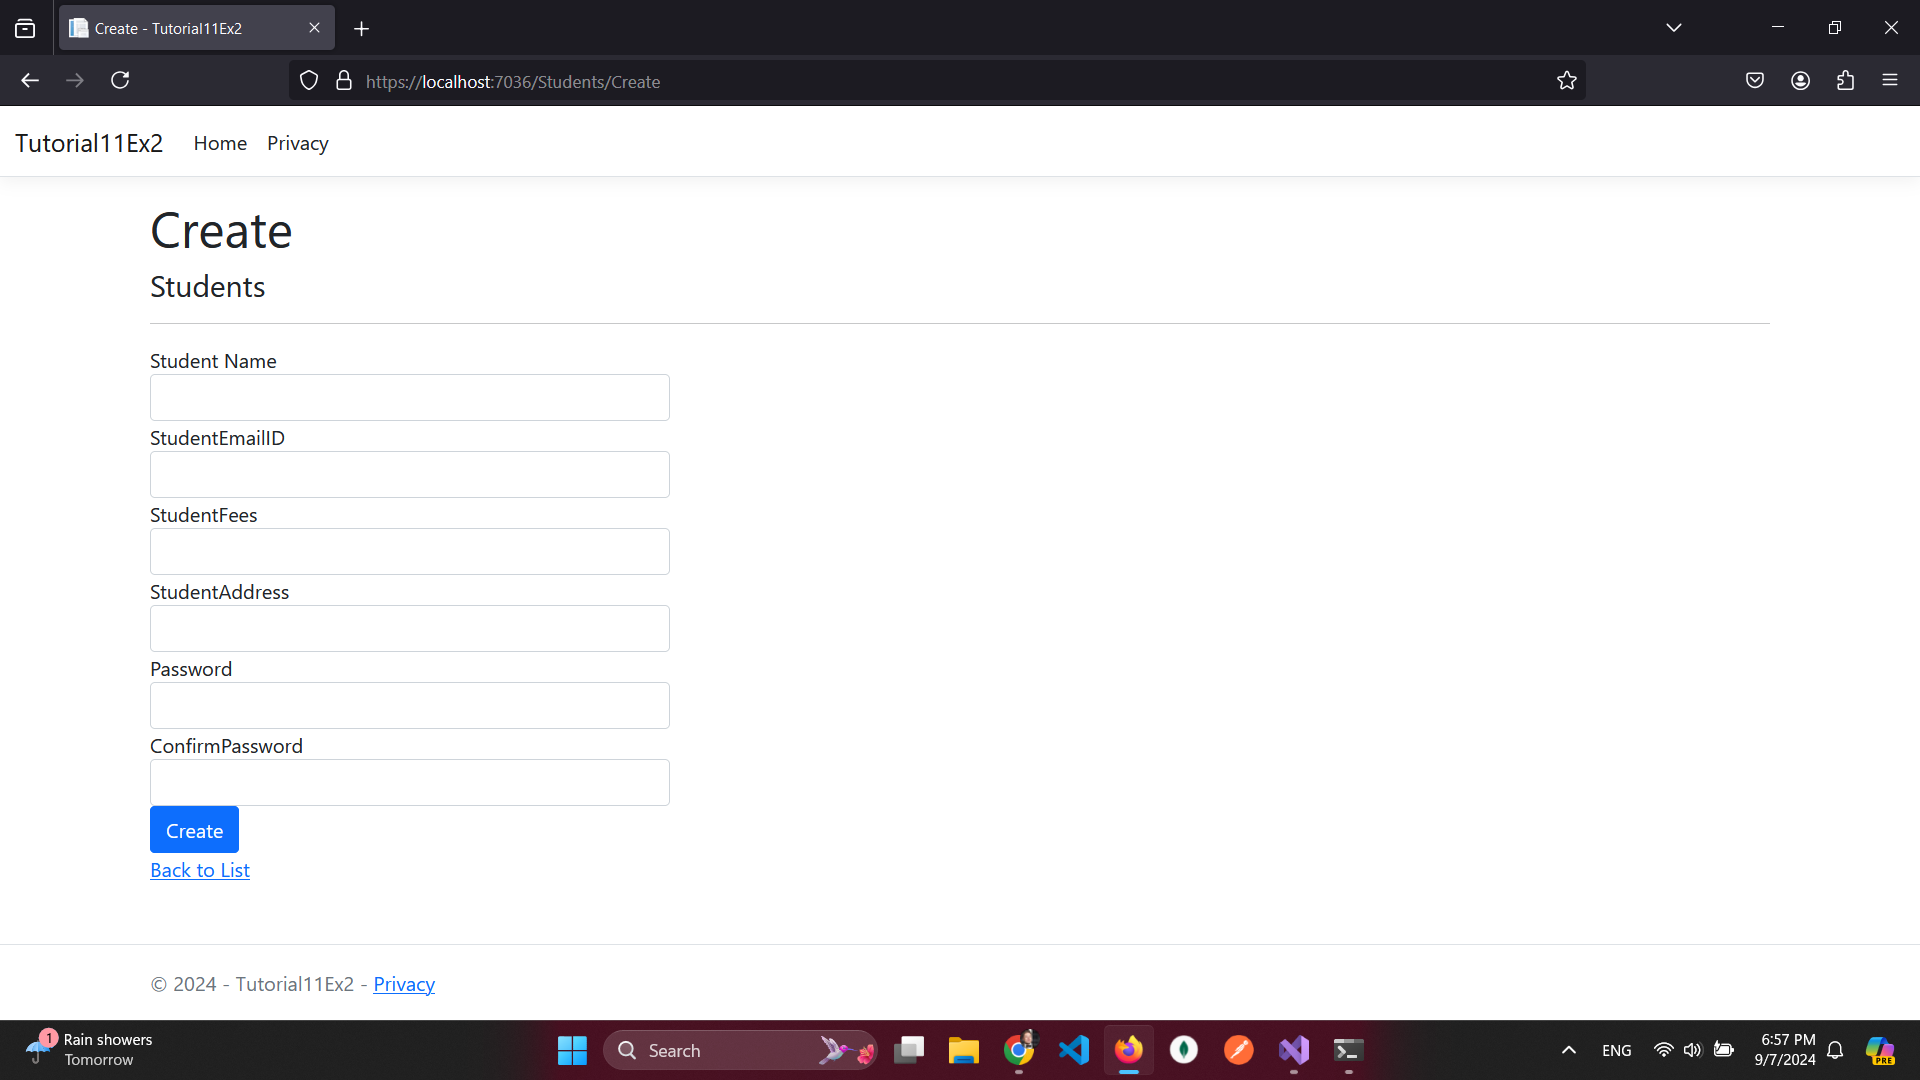 Create - Tutorial11Ex2
https://localhost:7036/Students/Create
Tutorial11Ex2 Home Privacy
Create
Students
Student Name
StudentEmailID
StudentFees
StudentAddress
Password
ConfirmPassword
Create
Back to List
© 2024 - Tutorial11Ex2 - Privacy
1
Rain showers
Tomorrow
Search
ENG
6:57 PM
9/7/2024
PRE